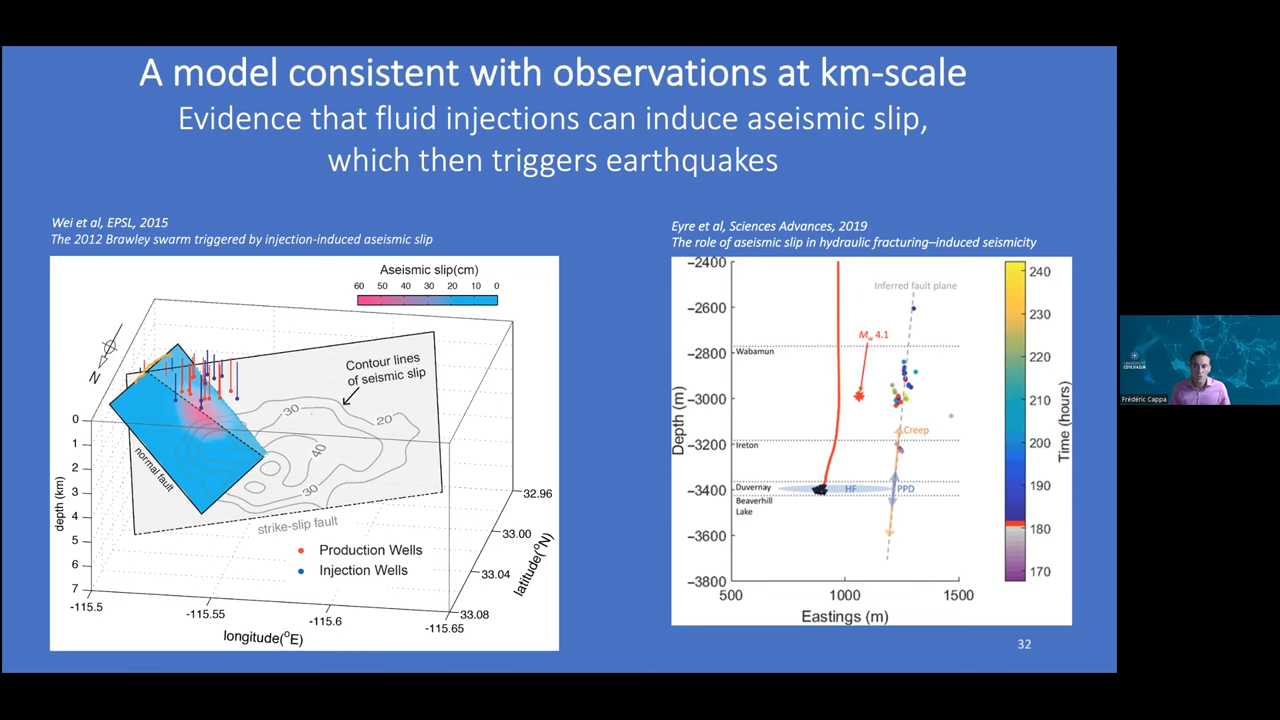 A model consistent with observations at km-scale
Evidence that fluid injections can induce aseismic slip,
which then triggers earthquakes
Wei et al, EPSL, 2015
The 2012 Brawley swarm triggered by injection-induced aseismic slip
Aseismic slip(cm)
60 50 40 30 20 10 0
N
Contour lines
of seismic slip
30
20
40
30
normal fault
strike-slip fault
Production Wells
Injection Wells
depth (km)
0
1
2
3
4
5
6
7
-115.5
-115.55
-115.6
-115.65
longitude(°E)
32.96
33.00
33.04
33.08
latitude(°N)
Eyre et al, Sciences Advances, 2019
The role of aseismic slip in hydraulic fracturing–induced seismicity
Depth (m)
−2400
−2600
−2800
−3000
−3200
−3400
−3600
−3800
500
1000
1500
Eastings (m)
Inferred fault plane
Mw 4.1
Wabamun
Creep
Ireton
Duvernay
HF
PPD
Beaverhill
Lake
240
230
220
210
200
190
180
170
Time (hours)
32
UNIVERSITÉ
CÔTE D'AZUR
Frédéric Cappa